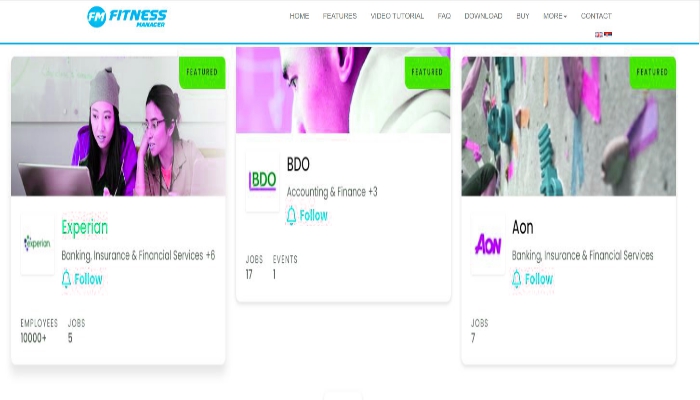 FM FITNESS
MANAGER
HOME FEATURES VIDEO TUTORIAL FAQ DOWNLOAD BUY MORE CONTACT
FEATURED
FEATURED
FEATURED
experian.
Experian
Banking, Insurance & Financial Services +6
Follow
EMPLOYEES JOBS
10000+ 5
BDO
BDO
Accounting & Finance +3
Follow
JOBS EVENTS
17 1
AON
Aon
Banking, Insurance & Financial Services
Follow
JOBS
7